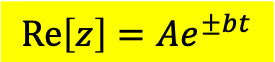 Re[z] = Ae^{±bt}